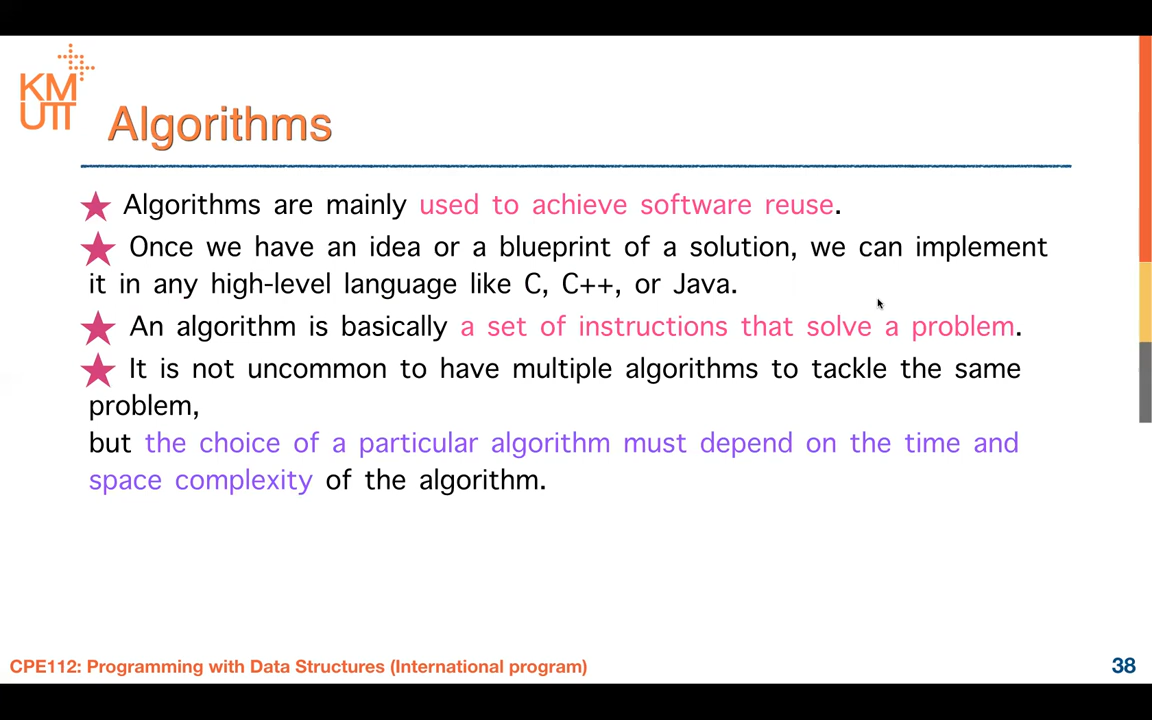 KM
UTT
Algorithms
Algorithms are mainly used to achieve software reuse.
Once we have an idea or a blueprint of a solution, we can implement
it in any high-level language like C, C++, or Java.
An algorithm is basically a set of instructions that solve a problem.
It is not uncommon to have multiple algorithms to tackle the same
problem,
but the choice of a particular algorithm must depend on the time and
space complexity of the algorithm.
CPE112: Programming with Data Structures (International program)
38